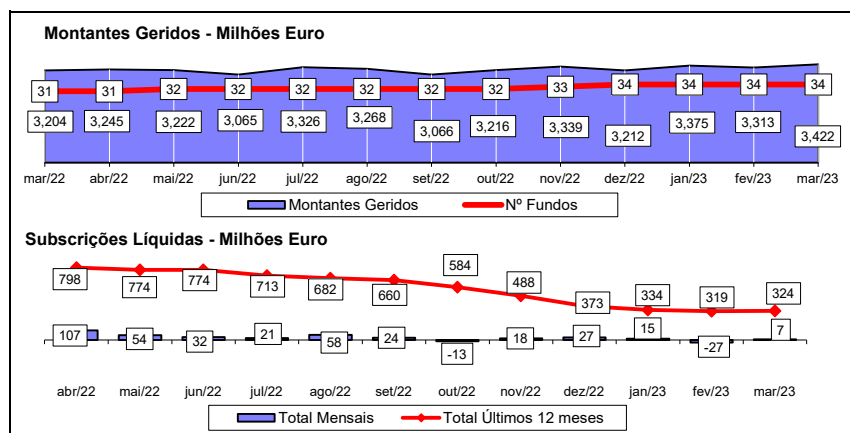 Montantes Geridos - Milhões Euro
31 31 32 32 32 32 32 32 33 34 34 34 34
3,204 3,245 3,222 3,065 3,326 3,268 3,066 3,216 3,339 3,212 3,375 3,313 3,422
mar/22 abr/22 mai/22 jun/22 jul/22 ago/22 set/22 out/22 nov/22 dez/22 jan/23 fev/23 mar/23
Montantes Geridos Nº Fundos
Subscrições Líquidas - Milhões Euro
798 774 774 713 682 660 584 488 373 334 319 324
107 54 32 21 58 24 -13 18 27 15 -27 7
abr/22 mai/22 jun/22 jul/22 ago/22 set/22 out/22 nov/22 dez/22 jan/23 fev/23 mar/23
Total Mensais Total Últimos 12 meses